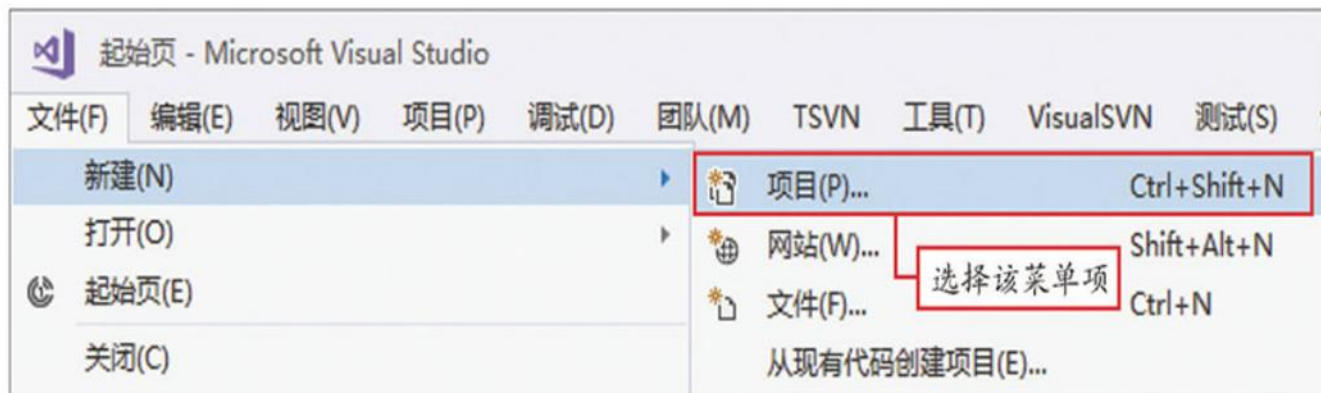 起始页 - Microsoft Visual Studio
文件(F) 编辑(E) 视图(V) 项目(P) 调试(D) 团队(M) TSVN 工具(T) VisualSVN 测试(S)
新建(N)
项目(P)... Ctrl+Shift+N
打开(O)
网站(W)... Shift+Alt+N
选择该菜单项
起始页(E)
文件(F)... Ctrl+N
关闭(C)
从现有代码创建项目(E)...